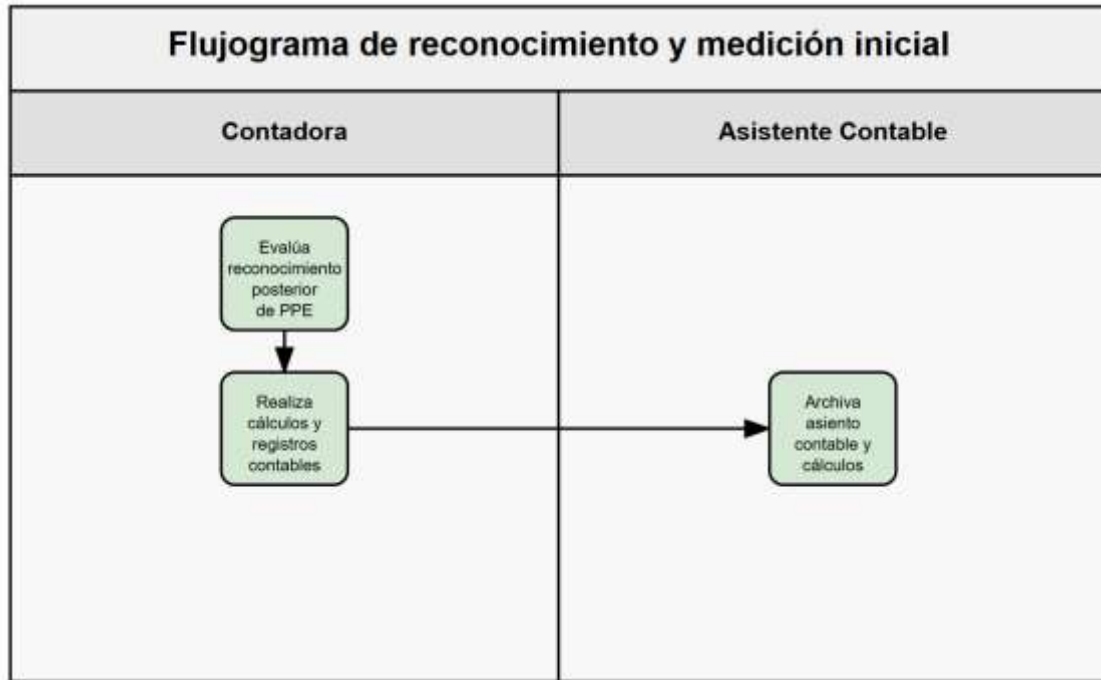 Flujograma de reconocimiento y medición inicial
Contadora
Asistente Contable
Evalúa
reconocimiento
posterior
de PPE
Realiza
cálculos y
registros
contables
Archiva
asiento
contable y
cálculos